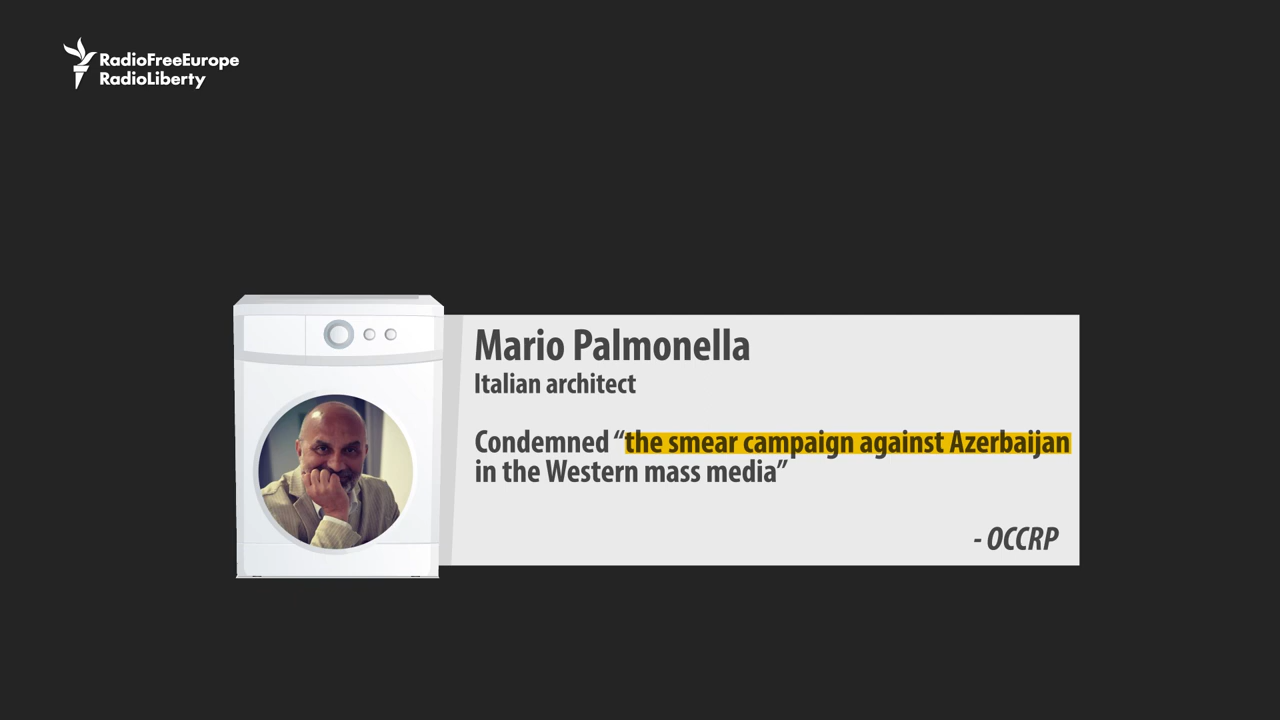 RadioFreeEurope
RadioLiberty
Mario Palmonella
Italian architect
Condemned “the smear campaign against Azerbaijan
in the Western mass media”
- OCCRP